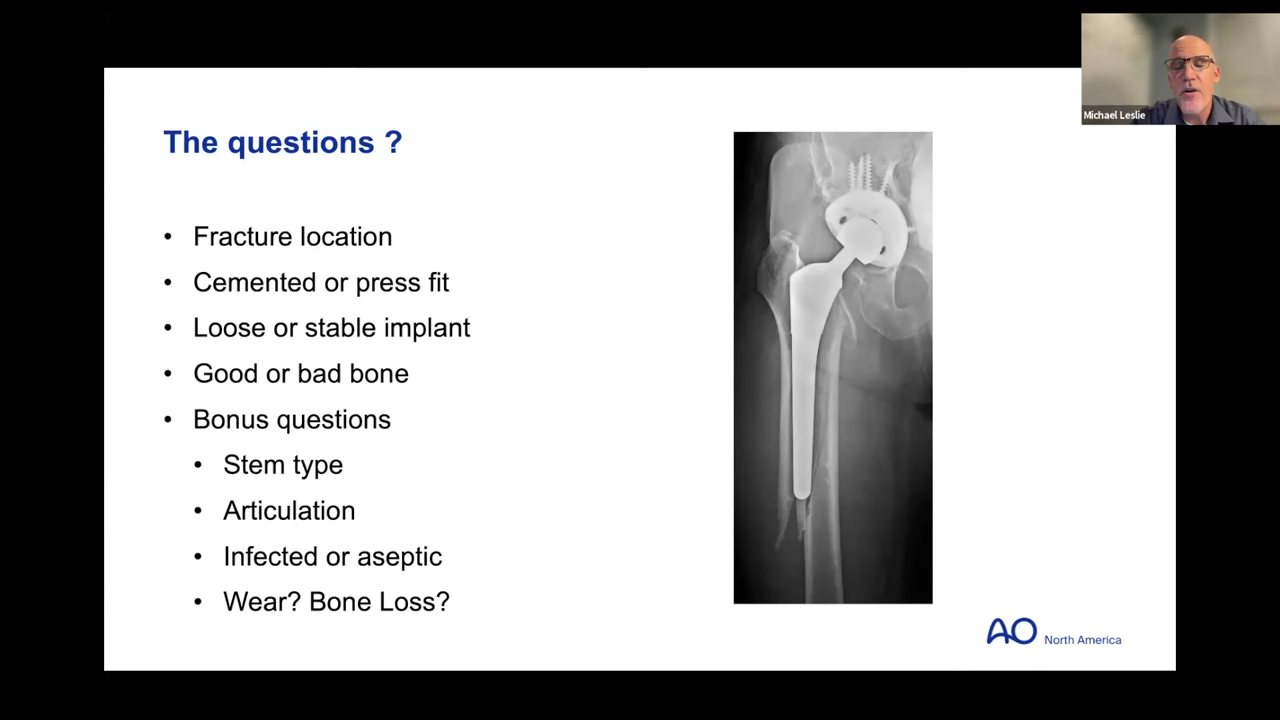 Michael Leslie
The questions ?
• Fracture location
• Cemented or press fit
• Loose or stable implant
• Good or bad bone
• Bonus questions
• Stem type
• Articulation
• Infected or aseptic
• Wear? Bone Loss?
AO North America